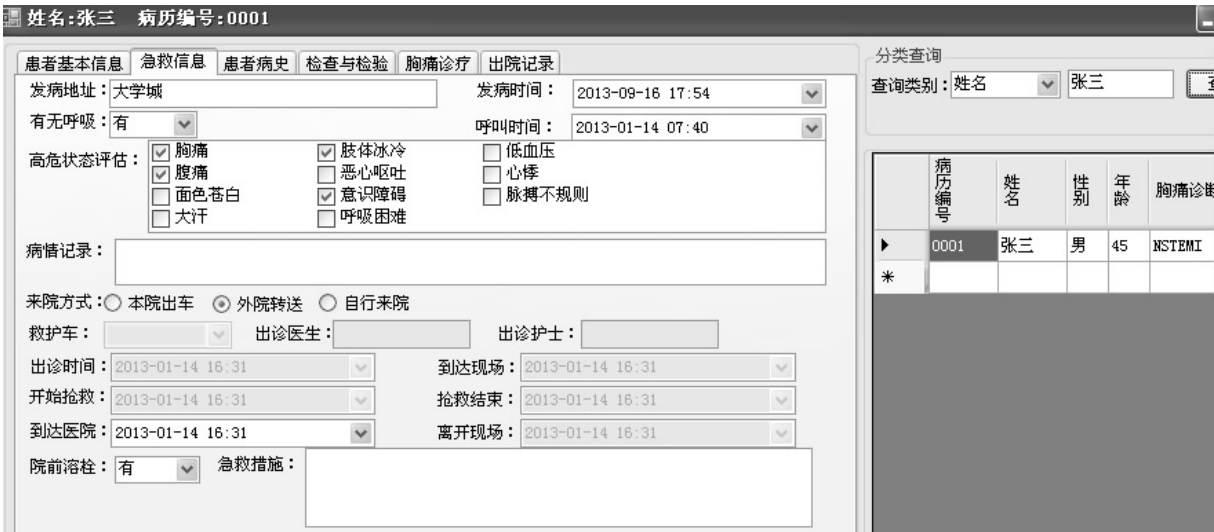 姓名:张三 病历编号:0001
患者基本信息 急救信息 患者病史 检查与检验 胸痛诊疗 出院记录
发病地址：大学城 发病时间： 2013-09-16 17:54
有无呼吸：有 呼叫时间： 2013-01-14 07:40
高危状态评估： 胸痛 肢体冰冷 低血压
腹痛 恶心呕吐 心悸
面色苍白 意识障碍 脉搏不规则
大汗 呼吸困难
病情记录：
来院方式： 本院出车 外院转送 自行来院
救护车： 出诊医生： 出诊护士：
出诊时间： 2013-01-14 16:31 到达现场： 2013-01-14 16:31
开始抢救： 2013-01-14 16:31 抢救结束： 2013-01-14 16:31
到达医院： 2013-01-14 16:31 离开现场： 2013-01-14 16:31
院前溶栓： 有 急救措施：
分类查询
查询类别：姓名 张三
病历编号 姓名 性别 年龄 胸痛诊
0001 张三 男 45 NSTEMI